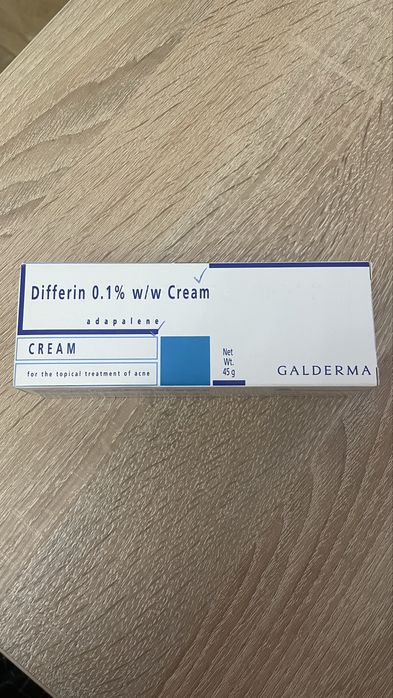 Differin 0.1% w/w Cream
adapalene
CREAM
for the topical treatment of acne
Net
Wt.
45 g
GALDERMA